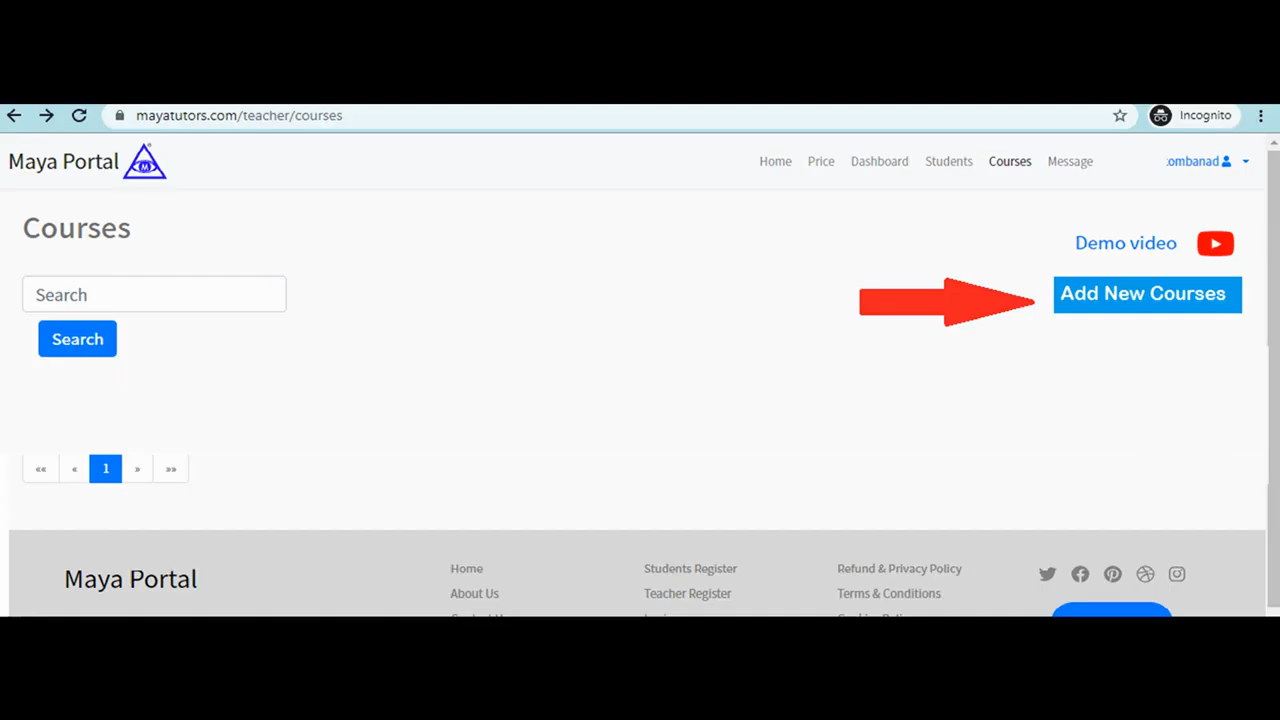 mayatutors.com/teacher/courses
Incognito
Maya Portal
Home Price Dashboard Students Courses Message
ombanad
Courses
Demo video
Search
Add New Courses
Search
«« « 1 » »»
Maya Portal
Home
About Us
Students Register
Teacher Register
Refund & Privacy Policy
Terms & Conditions